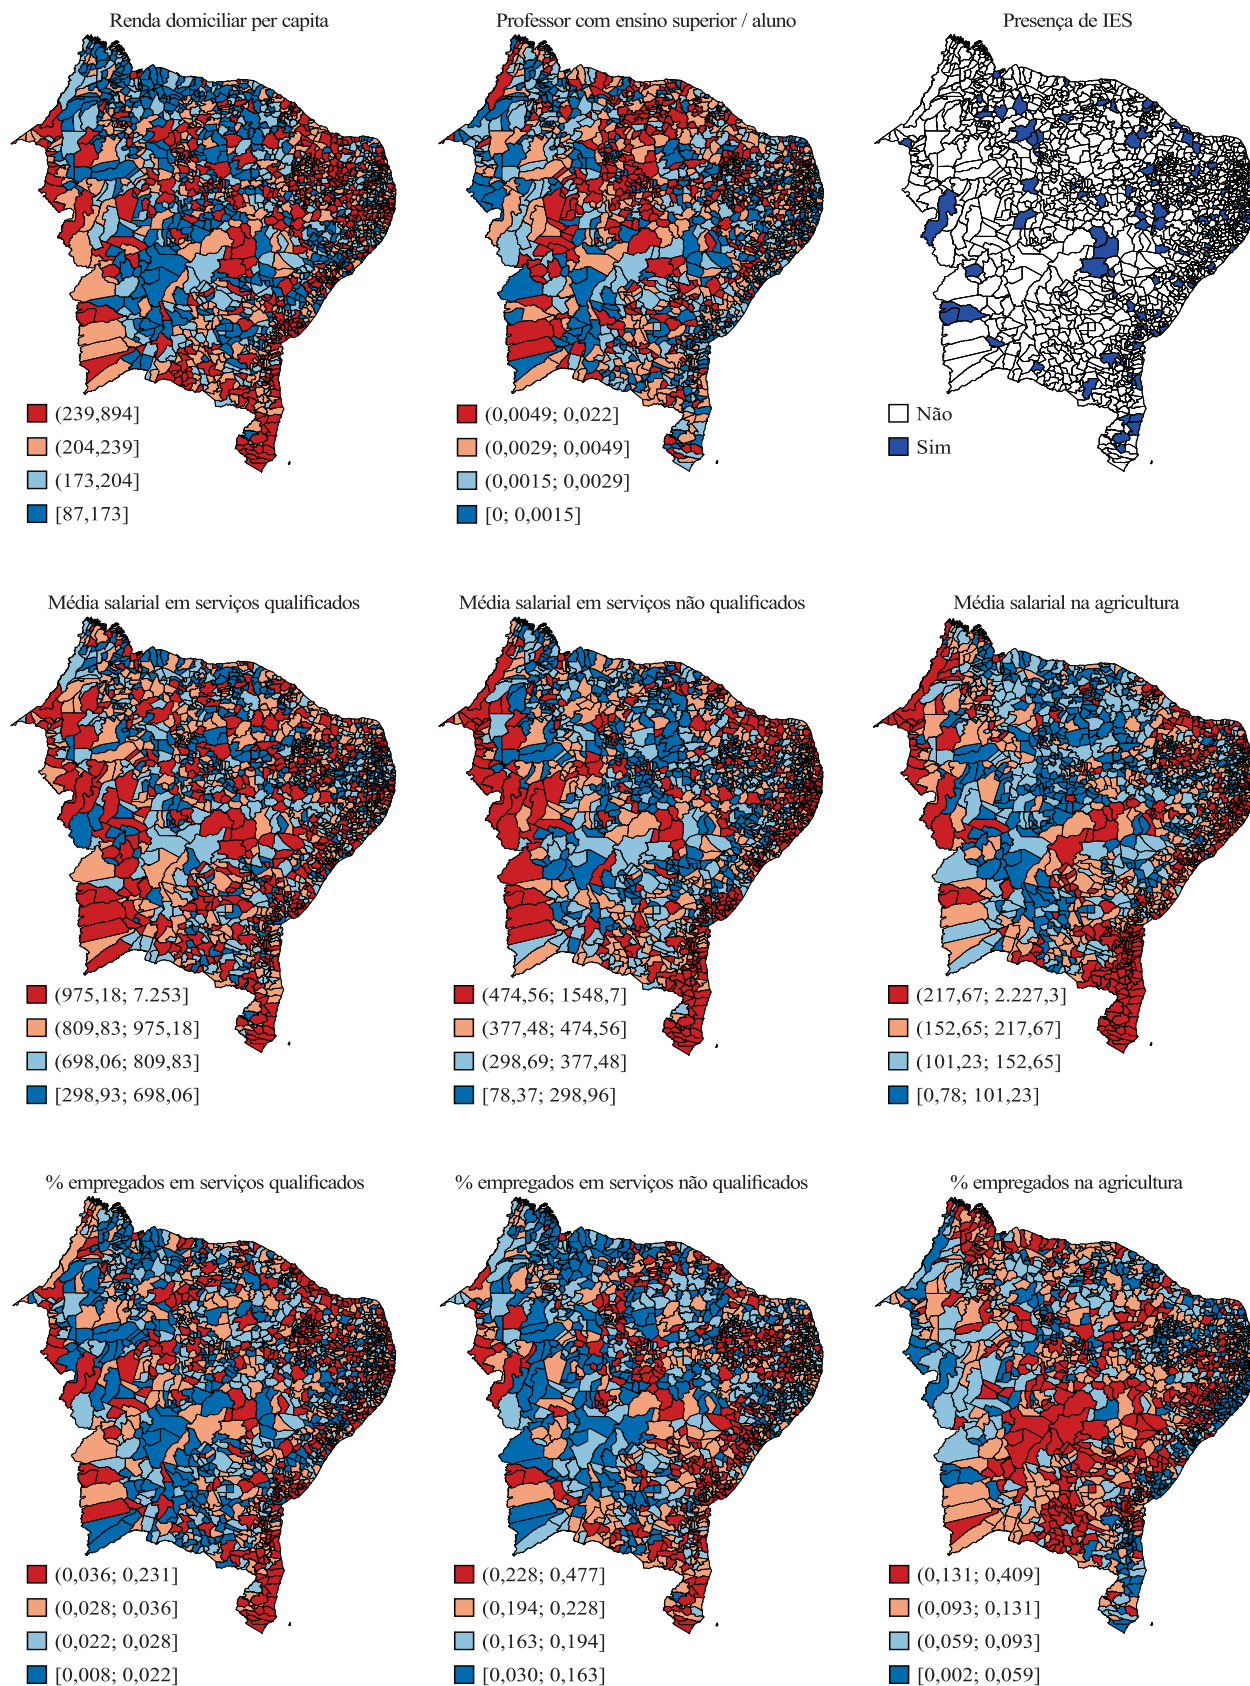 Renda domiciliar per capita
Professor com ensino superior / aluno
Presença de IES
(239,894]
(204,239]
(173,204]
[87,173]
(0,0049; 0,022]
(0,0029; 0,0049]
(0,0015; 0,0029]
[0; 0,0015]
Não
Sim
Média salarial em serviços qualificados
Média salarial em serviços não qualificados
Média salarial na agricultura
(975,18; 7.253]
(809,83; 975,18]
(698,06; 809,83]
[298,93; 698,06]
(474,56; 1548,7]
(377,48; 474,56]
(298,69; 377,48]
[78,37; 298,96]
(217,67; 2.227,3]
(152,65; 217,67]
(101,23; 152,65]
[0,78; 101,23]
% empregados em serviços qualificados
% empregados em serviços não qualificados
% empregados na agricultura
(0,036; 0,231]
(0,028; 0,036]
(0,022; 0,028]
[0,008; 0,022]
(0,228; 0,477]
(0,194; 0,228]
(0,163; 0,194]
[0,030; 0,163]
(0,131; 0,409]
(0,093; 0,131]
(0,059; 0,093]
[0,002; 0,059]